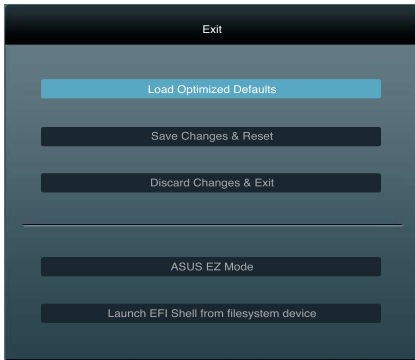 Exit
Load Optimized Defaults
Save Changes & Reset
Discard Changes & Exit
ASUS EZ Mode
Launch EFI Shell from filesystem device